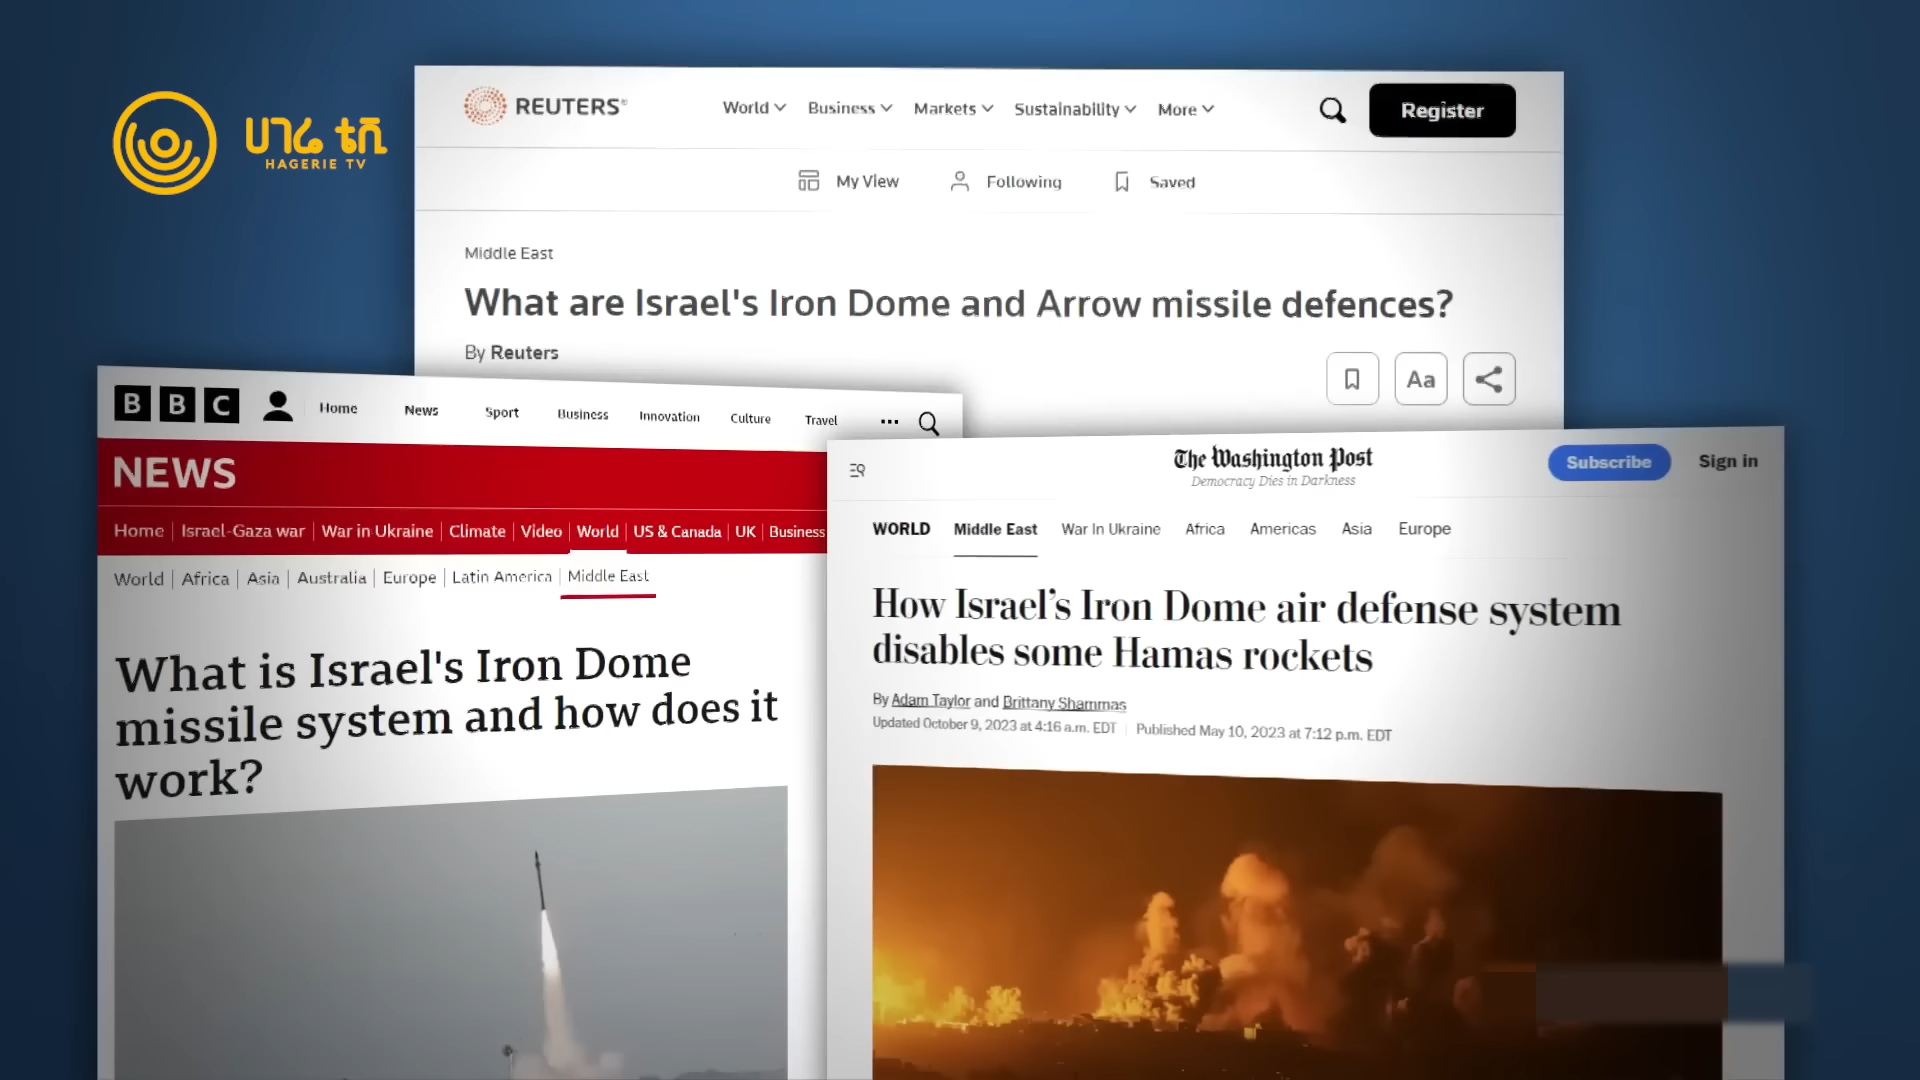 ሀገሬ ቴቪ
HAGERIE TV
REUTERS
World Business Markets Sustainability More
Register
My View Following Saved
Middle East
What are Israel's Iron Dome and Arrow missile defences?
By Reuters
Aa
BBC
Home News Sport Business Innovation Culture Travel ...
NEWS
Home | Israel-Gaza war | War in Ukraine | Climate | Video | World | US & Canada | UK | Business
World | Africa | Asia | Australia | Europe | Latin America | Middle East
What is Israel's Iron Dome
missile system and how does it
work?
The Washington Post
Democracy Dies in Darkness
Subscribe Sign in
WORLD Middle East War In Ukraine Africa Americas Asia Europe
How Israel's Iron Dome air defense system
disables some Hamas rockets
By Adam Taylor and Brittany Shammas
Updated October 9, 2023 at 4:16 a.m. EDT | Published May 10, 2023 at 7:12 p.m. EDT